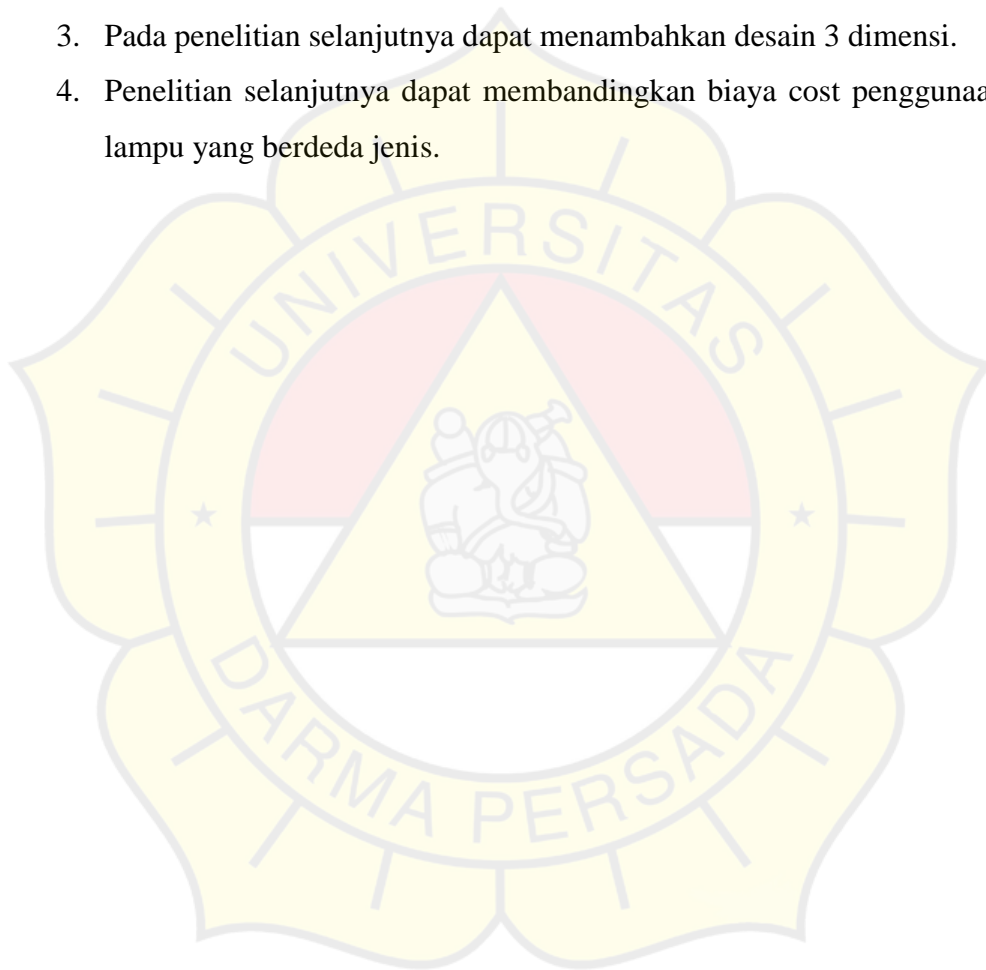 3. Pada penelitian selanjutnya dapat menambahkan desain 3 dimensi.
4. Penelitian selanjutnya dapat membandingkan biaya cost penggunaa
lampu yang berdeda jenis.
UNIVERSITAS
DARMA PERSADA